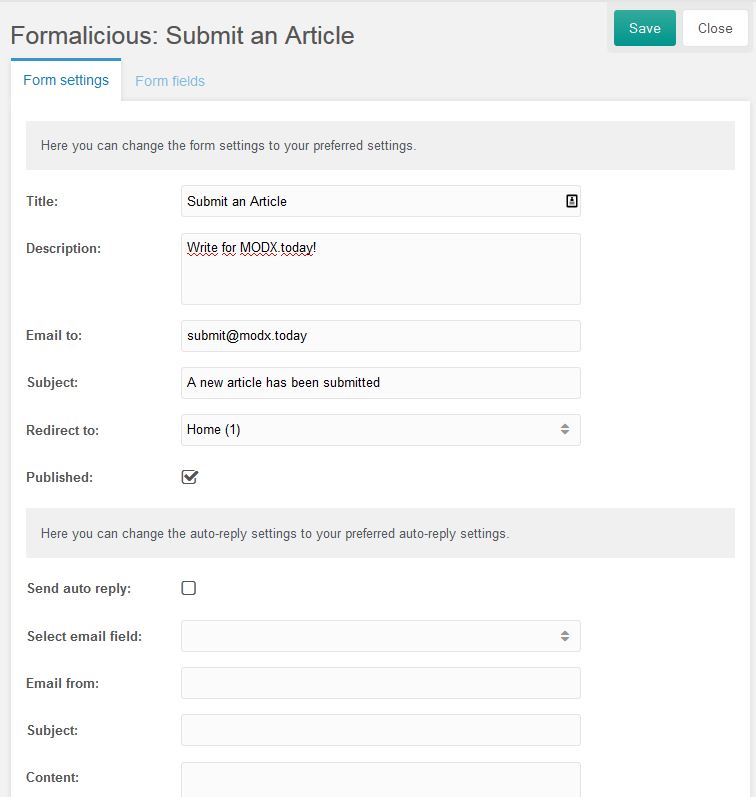 Formalicious: Submit an Article
Save
Close
Form settings
Form fields
Here you can change the form settings to your preferred settings.
Title:
Submit an Article
Description:
Write for MODX.today!
Email to:
submit@modx.today
Subject:
A new article has been submitted
Redirect to:
Home (1)
Published:
Here you can change the auto-reply settings to your preferred auto-reply settings.
Send auto reply:
Select email field:
Email from:
Subject:
Content: